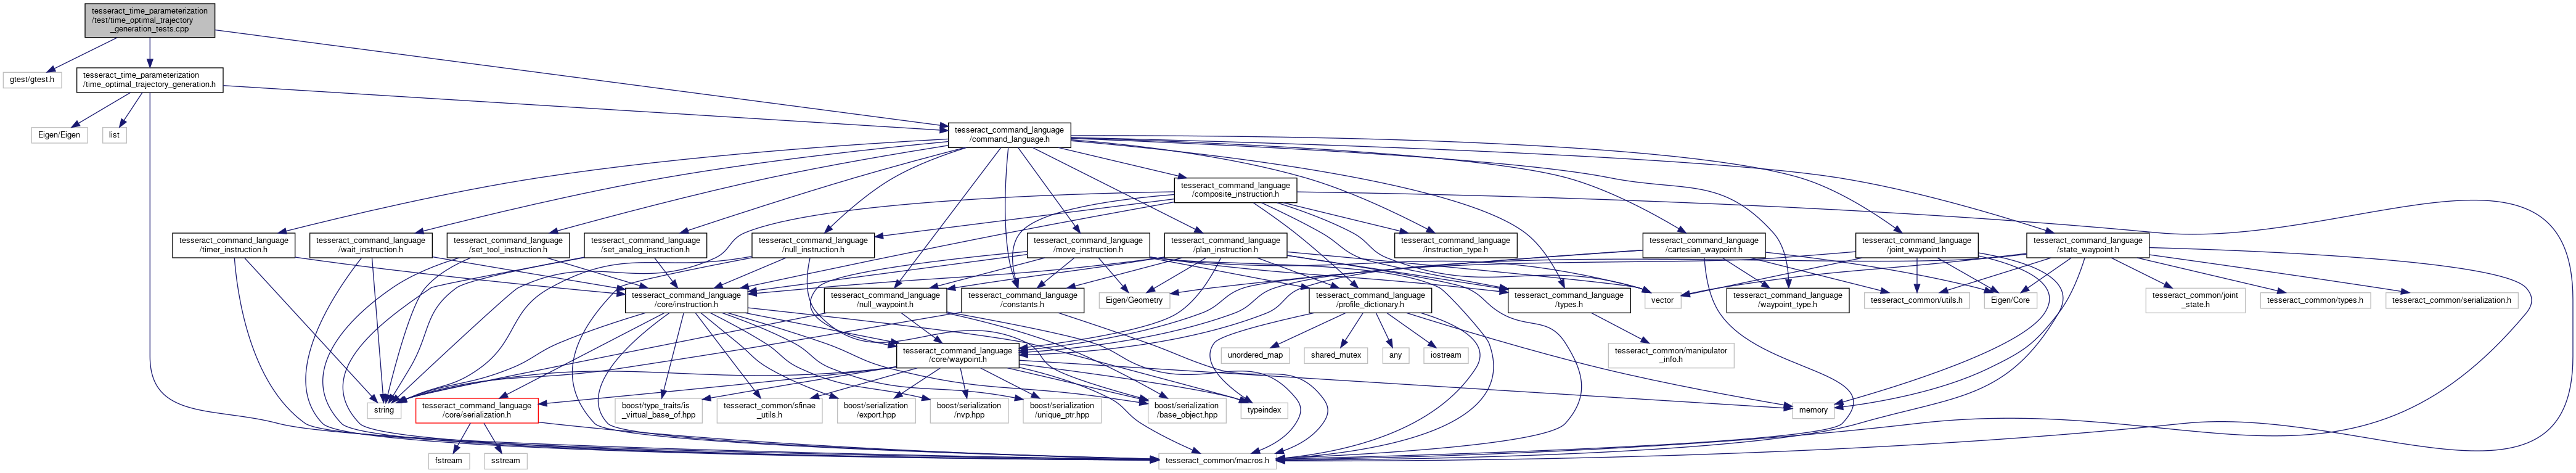 tesseract_time_parameterization
/test/time_optimal_trajectory
_generation_tests.cpp
gtest/gtest.h
tesseract_time_parameterization
/time_optimal_trajectory_generation.h
Eigen/Eigen
list
tesseract_command_language
/command_language.h
tesseract_command_language
/composite_instruction.h
tesseract_command_language
/timer_instruction.h
tesseract_command_language
/wait_instruction.h
tesseract_command_language
/set_tool_instruction.h
tesseract_command_language
/set_analog_instruction.h
tesseract_command_language
/null_instruction.h
tesseract_command_language
/move_instruction.h
tesseract_command_language
/plan_instruction.h
tesseract_command_language
/instruction_type.h
tesseract_command_language
/cartesian_waypoint.h
tesseract_command_language
/joint_waypoint.h
tesseract_command_language
/state_waypoint.h
tesseract_command_language
/core/instruction.h
tesseract_command_language
/null_waypoint.h
tesseract_command_language
/constants.h
Eigen/Geometry
tesseract_command_language
/profile_dictionary.h
tesseract_command_language
/types.h
vector
tesseract_command_language
/waypoint_type.h
tesseract_common/utils.h
Eigen/Core
tesseract_common/joint
_state.h
tesseract_common/types.h
tesseract_common/serialization.h
tesseract_command_language
/core/waypoint.h
unordered_map
shared_mutex
any
iostream
tesseract_common/manipulator
_info.h
string
tesseract_command_language
/core/serialization.h
boost/type_traits/is
_virtual_base_of.hpp
tesseract_common/sfinae
_utils.h
boost/serialization
/export.hpp
boost/serialization
/nvp.hpp
boost/serialization
/unique_ptr.hpp
boost/serialization
/base_object.hpp
typeindex
memory
fstream
sstream
tesseract_common/macros.h